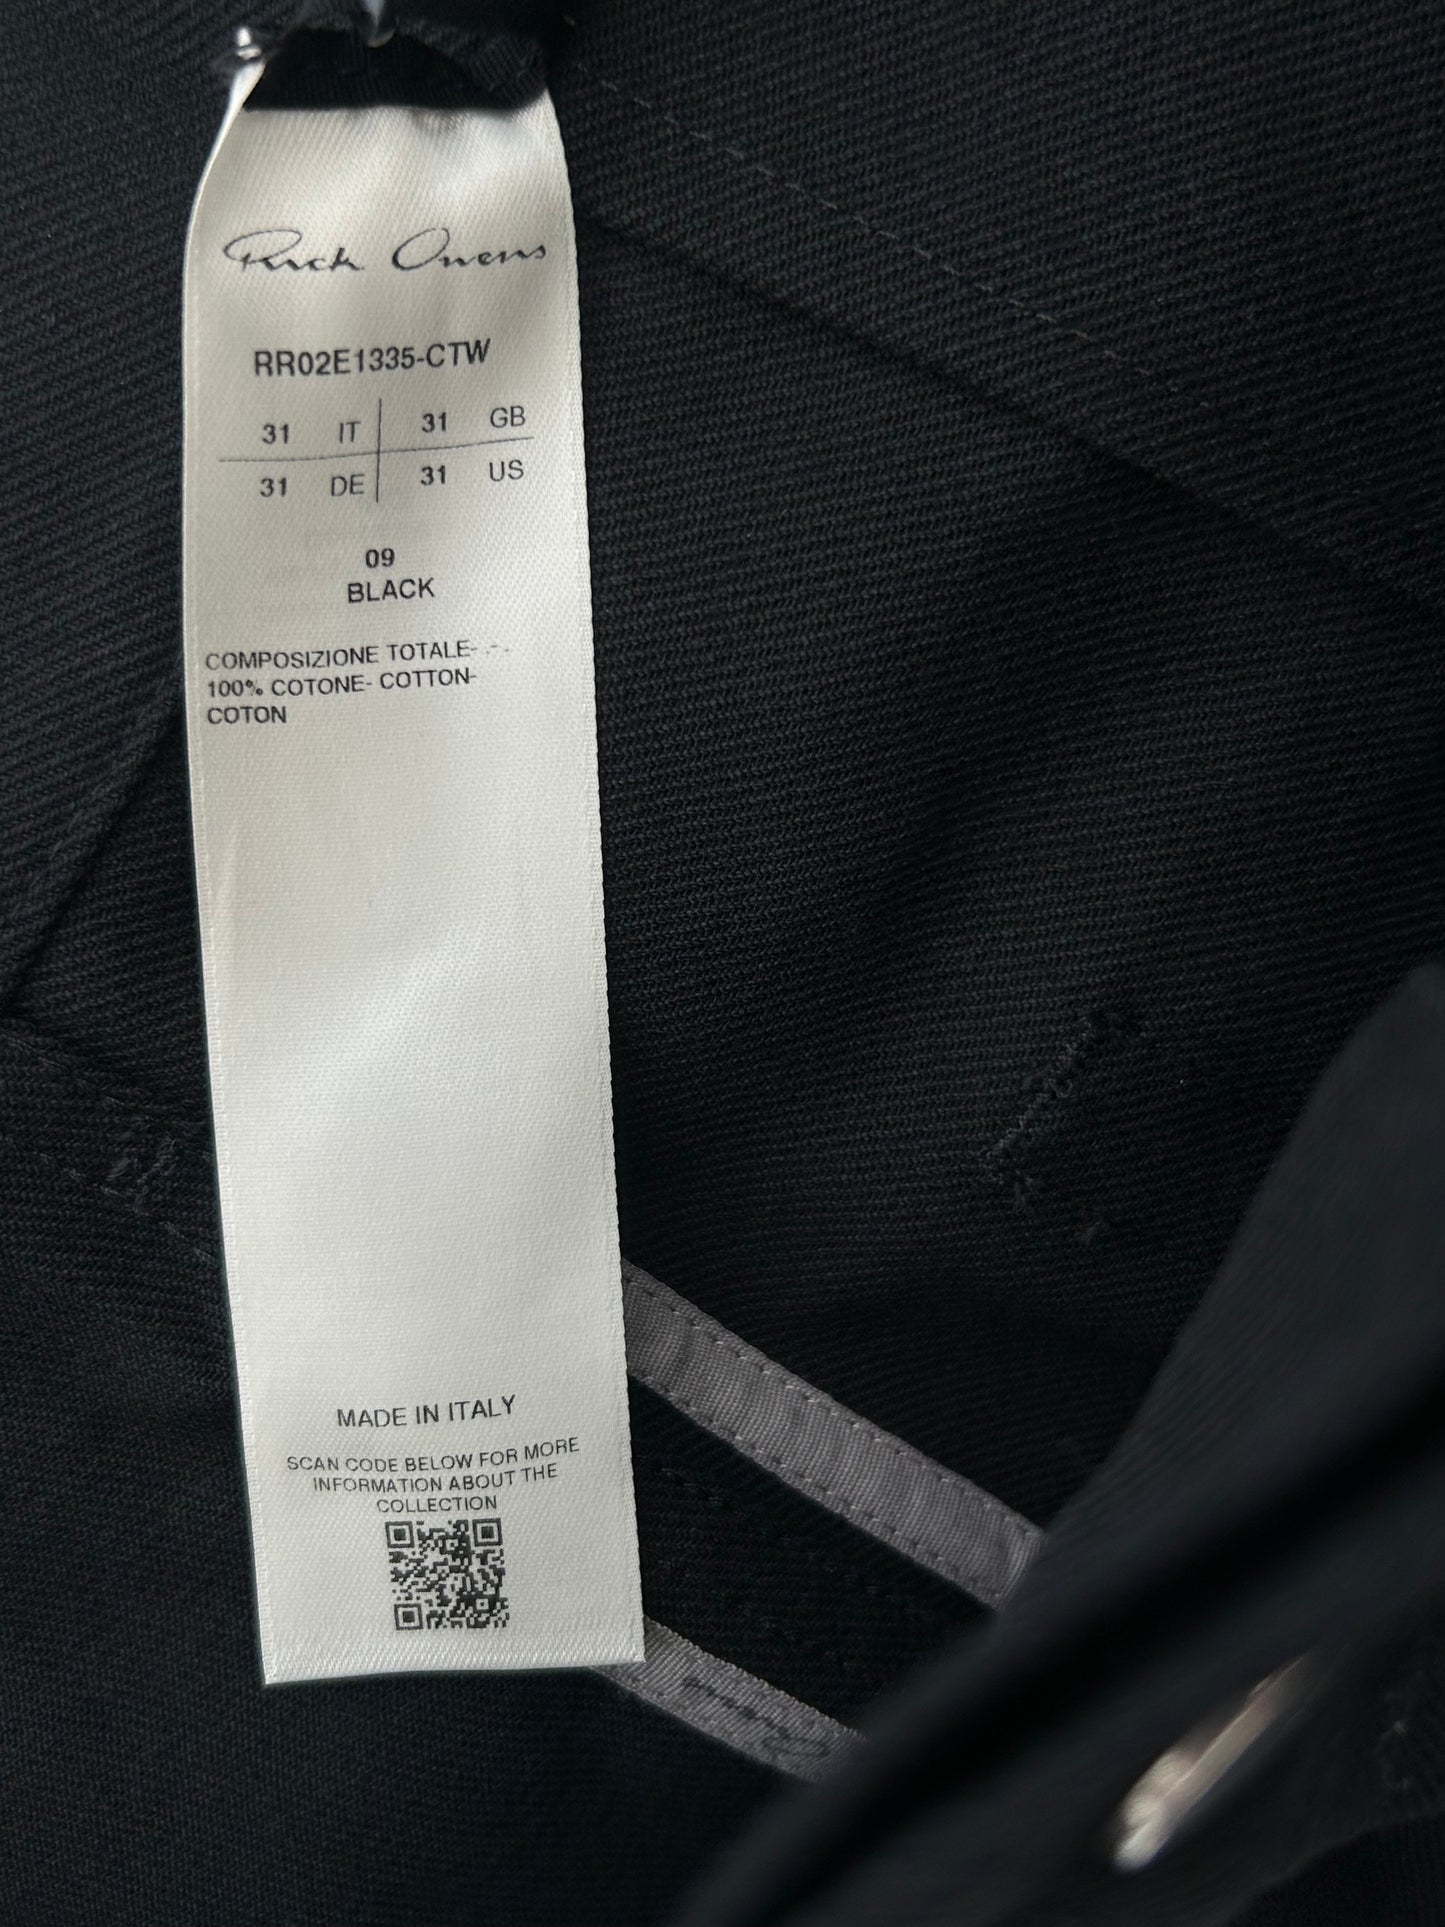 Rick Owens
RR02E1335-CTW
31 IT 31 GB
31 DE 31 US
09
BLACK
COMPOSIZIONE TOTALE- - -.
100% COTONE- COTTON-
COTON
MADE IN ITALY
SCAN CODE BELOW FOR MORE
INFORMATION ABOUT THE
COLLECTION